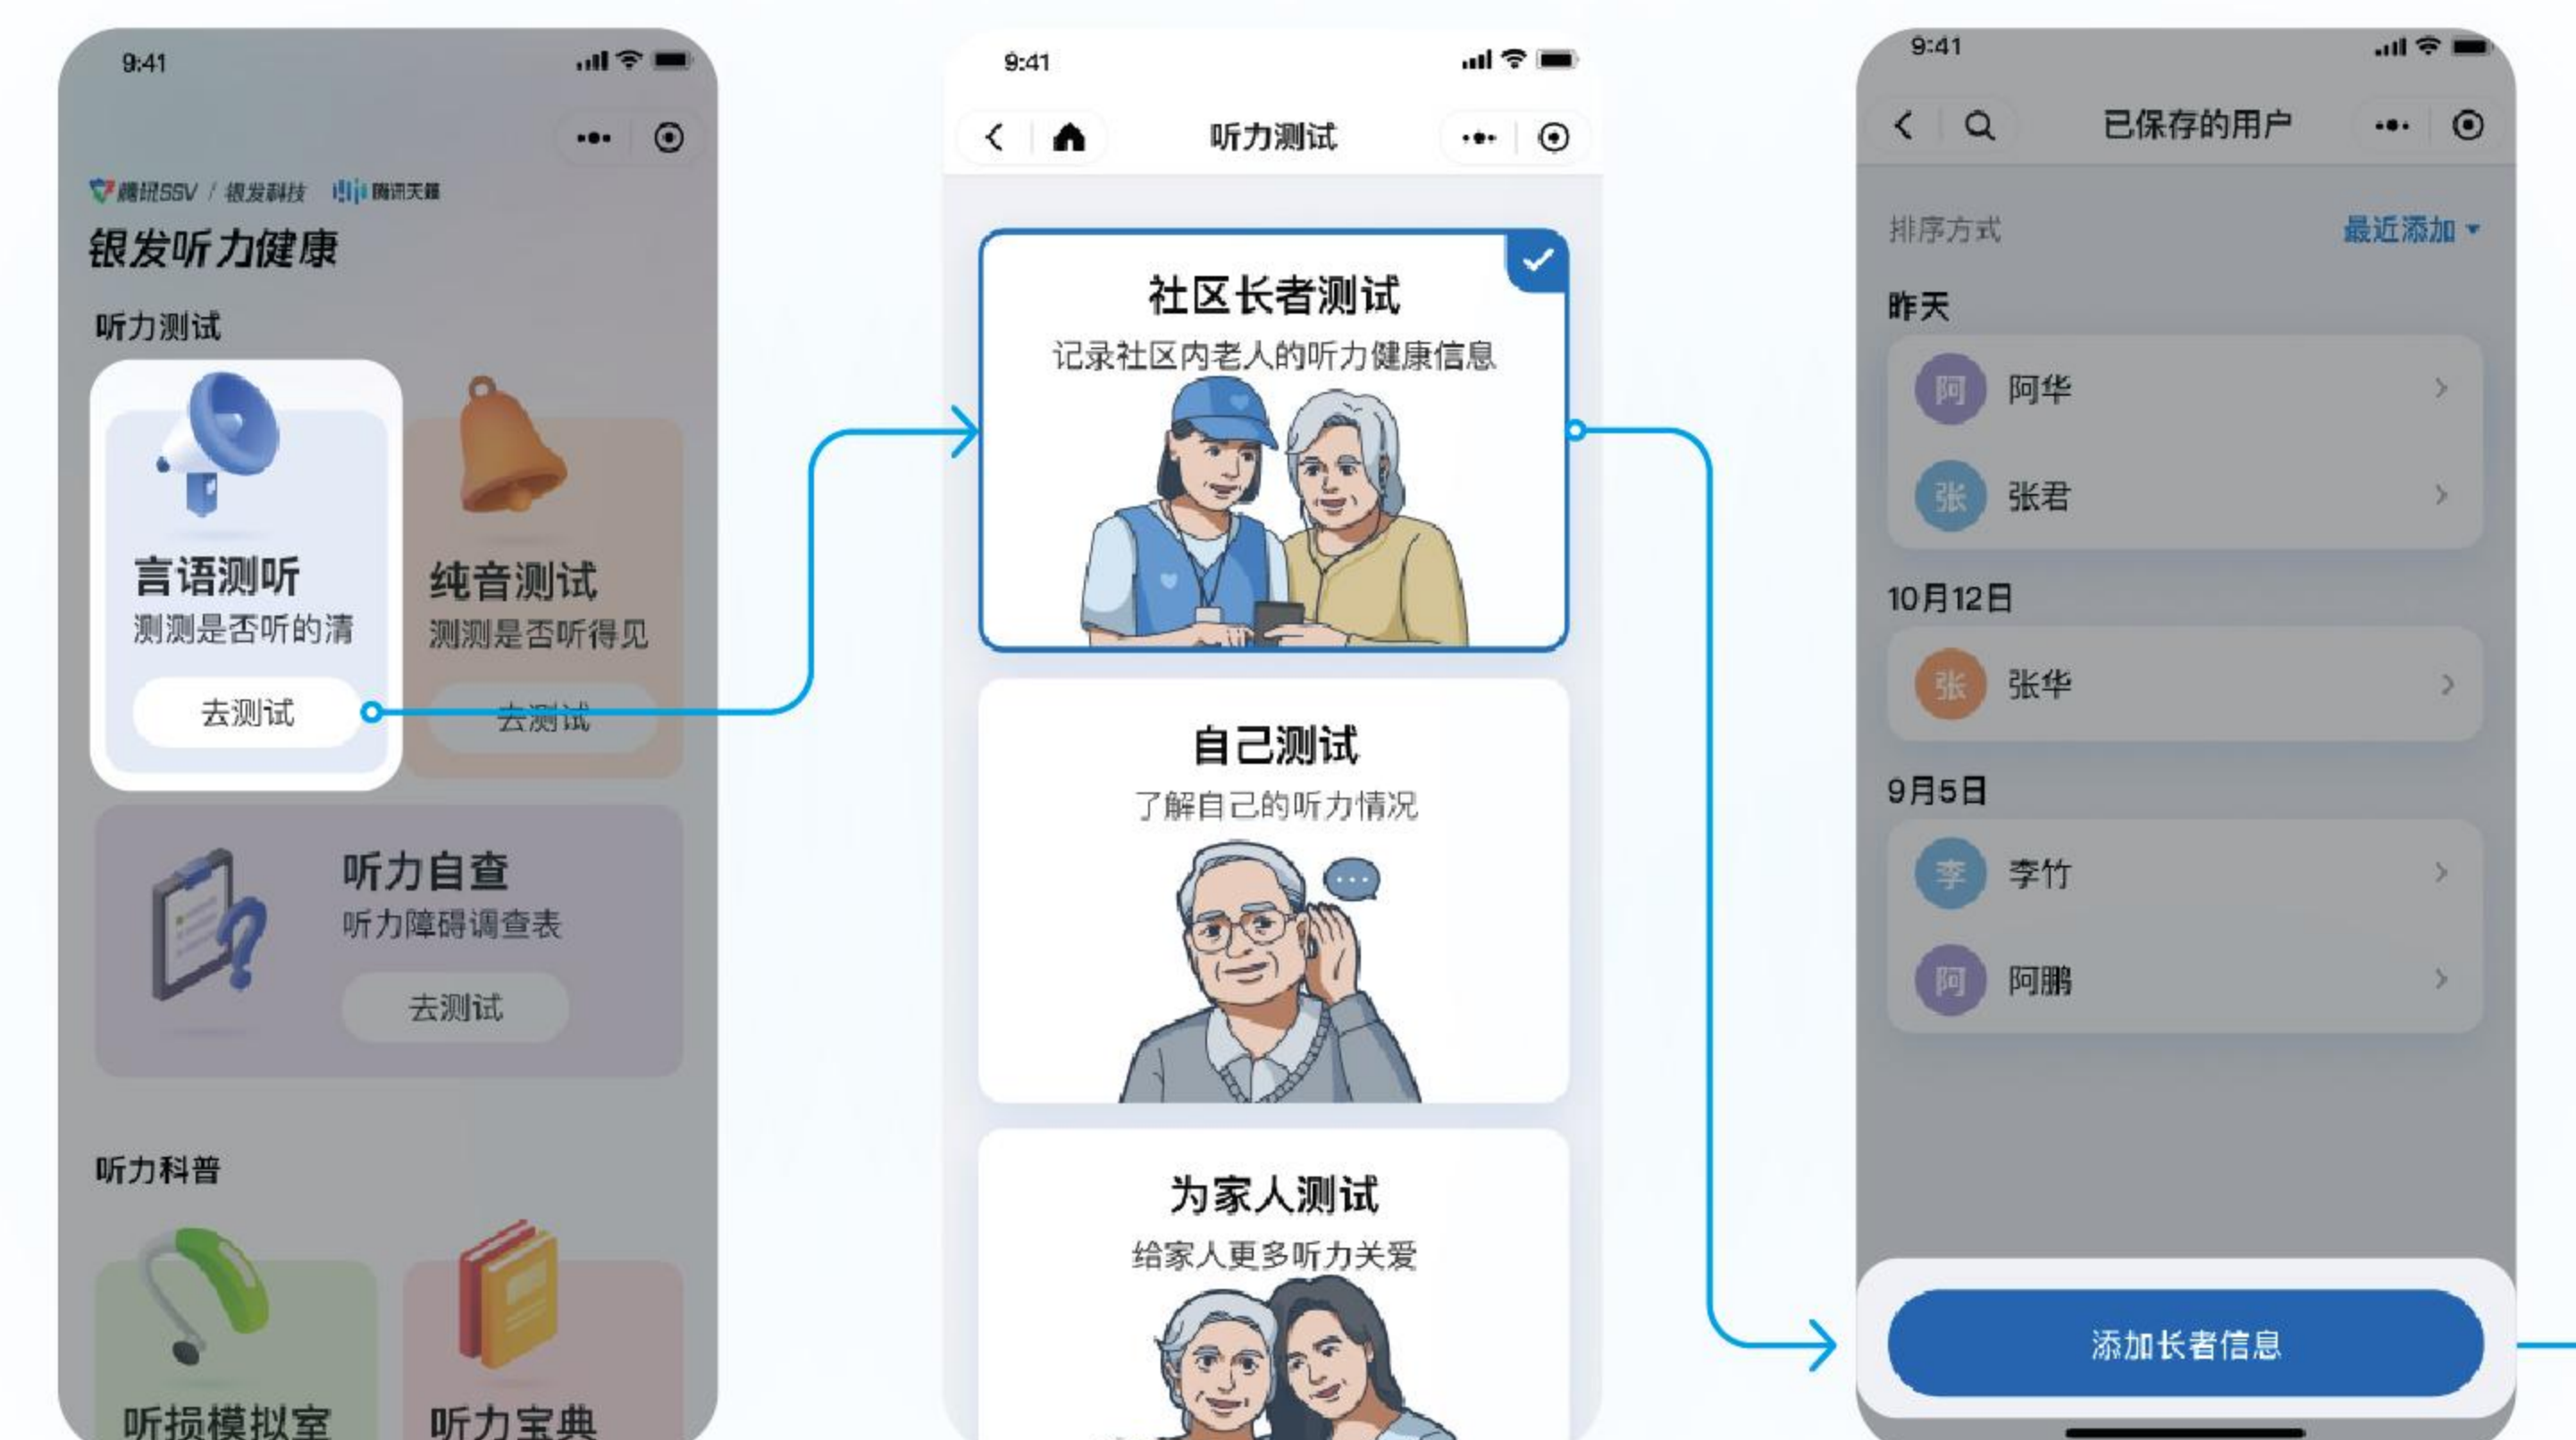 9:41
腾讯SSV / 银发科技 腾讯天籁
银发听力健康
听力测试
言语测听
测测是否听的清
去测试
纯音测试
测测是否听得见
去测试
听力自查
听力障碍调查表
去测试
听力科普
听损模拟室
听力宝典
9:41
听力测试
社区长者测试
记录社区内老人的听力健康信息
自己测试
了解自己的听力情况
为家人测试
给家人更多听力关爱
9:41
已保存的用户
排序方式 最近添加
昨天
阿 阿华
张 张君
10月12日
张 张华
9月5日
李 李竹
阿 阿鹏
添加长者信息